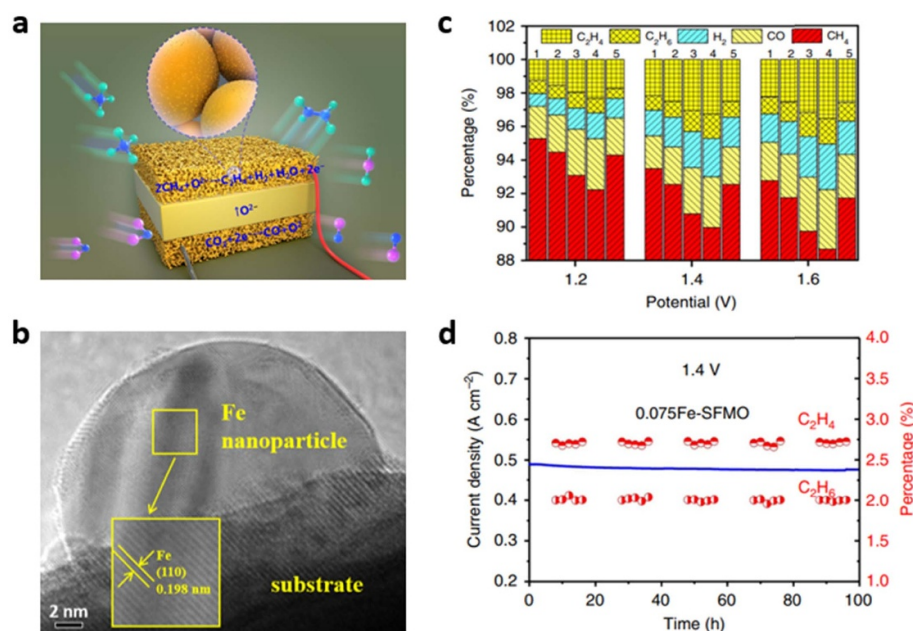 a
2CH₄+O²⁻→C₂H₄+H₂+H₂O+2e⁻
↑O²⁻
CO₂+2e⁻→CO+O²⁻
b
Fe
nanoparticle
Fe
(110)
0.198 nm
substrate
2 nm
c
C₂H₄ C₂H₆ H₂ CO CH₄
1 2 3 4 5 1 2 3 4 5 1 2 3 4 5
Percentage (%)
102
100
98
96
94
92
90
88
1.2 1.4 1.6
Potential (V)
d
1.4 V
0.075Fe-SFMO
C₂H₄
C₂H₆
Current density (A cm⁻²)
0.8
0.7
0.6
0.5
0.4
0.3
0.2
Percentage (%)
4.0
3.5
3.0
2.5
2.0
1.5
1.0
0 20 40 60 80 100
Time (h)